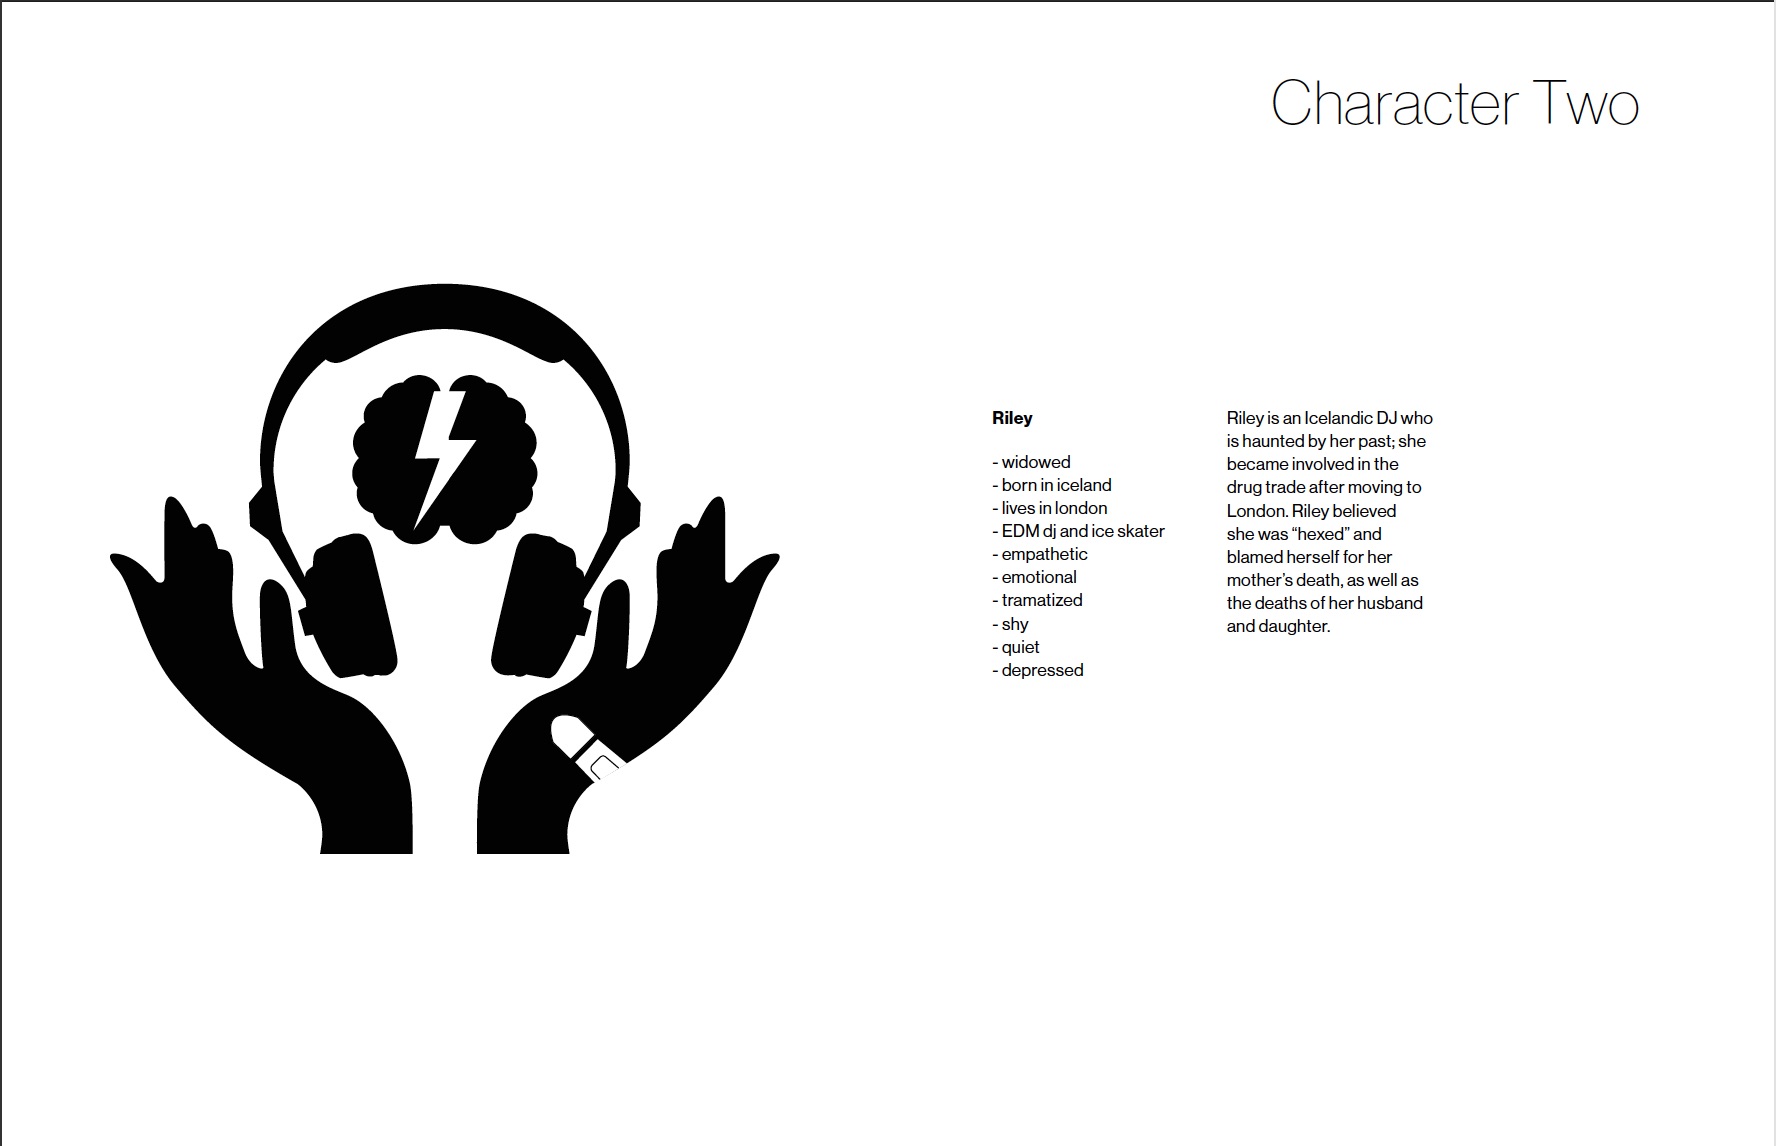 Character Two
Riley
- widowed
- born in iceland
- lives in london
- EDM dj and ice skater
- empathetic
- emotional
- tramatized
- shy
- quiet
- depressed
Riley is an Icelandic DJ who
is haunted by her past; she
became involved in the
drug trade after moving to
London. Riley believed
she was “hexed” and
blamed herself for her
mother’s death, as well as
the deaths of her husband
and daughter.